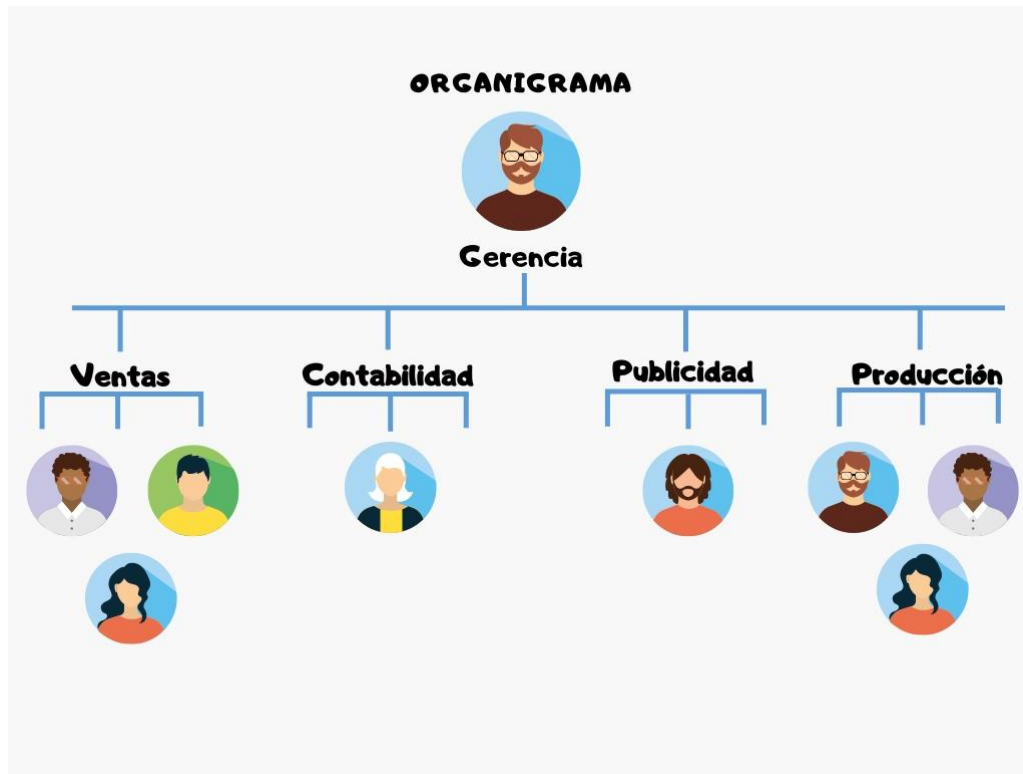 ORGANIGRAMA
Gerencia
Ventas
Contabilidad
Publicidad
Producción